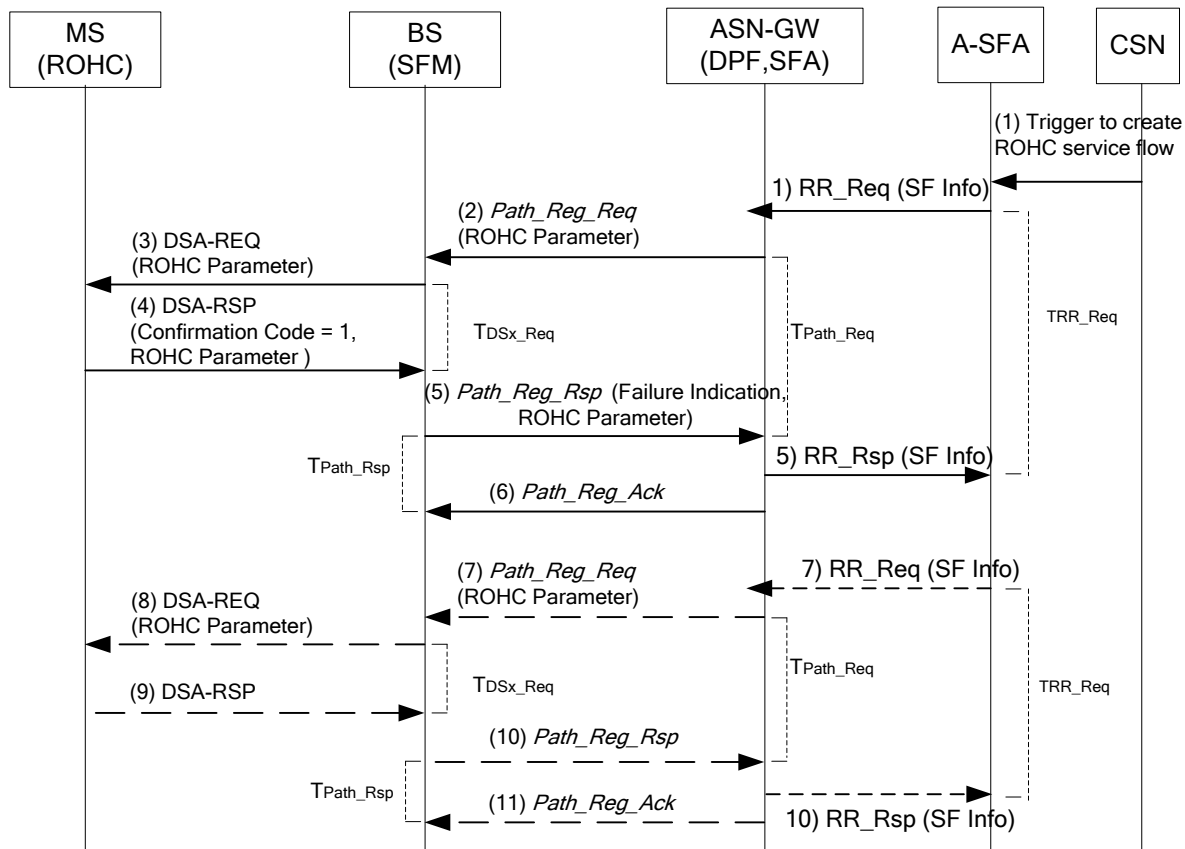 MS
(ROHC)
BS
(SFM)
ASN-GW
(DPF,SFA)
A-SFA
CSN
(1) Trigger to create
ROHC service flow
1) RR_Req (SF Info)
(2) Path_Reg_Req
(ROHC Parameter)
(3) DSA-REQ
(ROHC Parameter)
(4) DSA-RSP
(Confirmation Code = 1,
ROHC Parameter )
TDSx_Req
TPath_Req
TRR_Req
(5) Path_Reg_Rsp (Failure Indication,
ROHC Parameter)
TPath_Rsp
5) RR_Rsp (SF Info)
(6) Path_Reg_Ack
(7) Path_Reg_Req
(ROHC Parameter)
7) RR_Req (SF Info)
(8) DSA-REQ
(ROHC Parameter)
TDSx_Req
TPath_Req
TRR_Req
(9) DSA-RSP
(10) Path_Reg_Rsp
TPath_Rsp
(11) Path_Reg_Ack
10) RR_Rsp (SF Info)